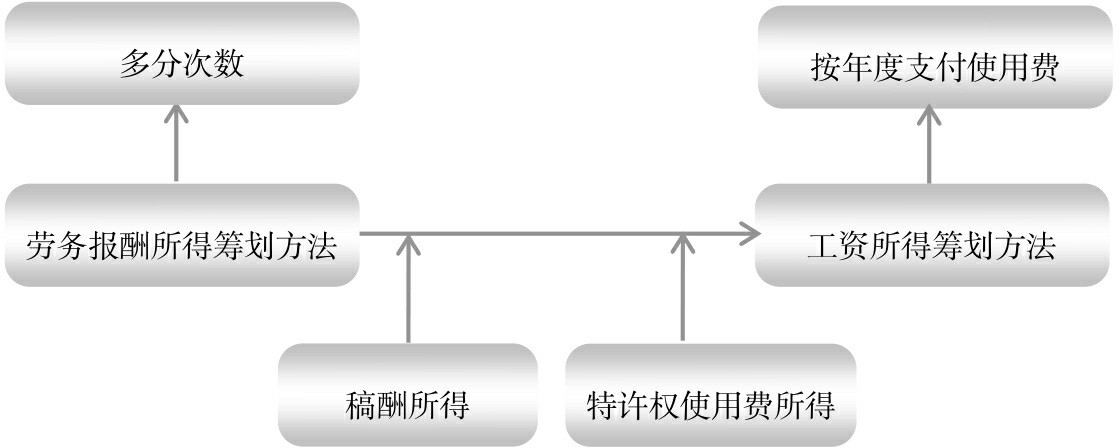 多分次数
按年度支付使用费
劳务报酬所得筹划方法
工资所得筹划方法
稿酬所得
特许权使用费所得